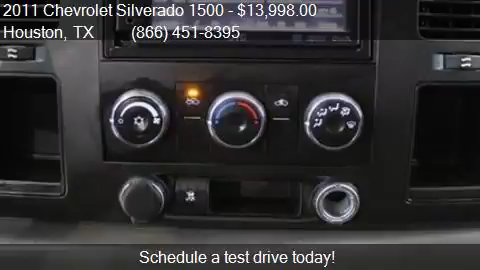 2011 Chevrolet Silverado 1500 - $13,998.00
Houston, TX (866) 451-8395
Schedule a test drive today!